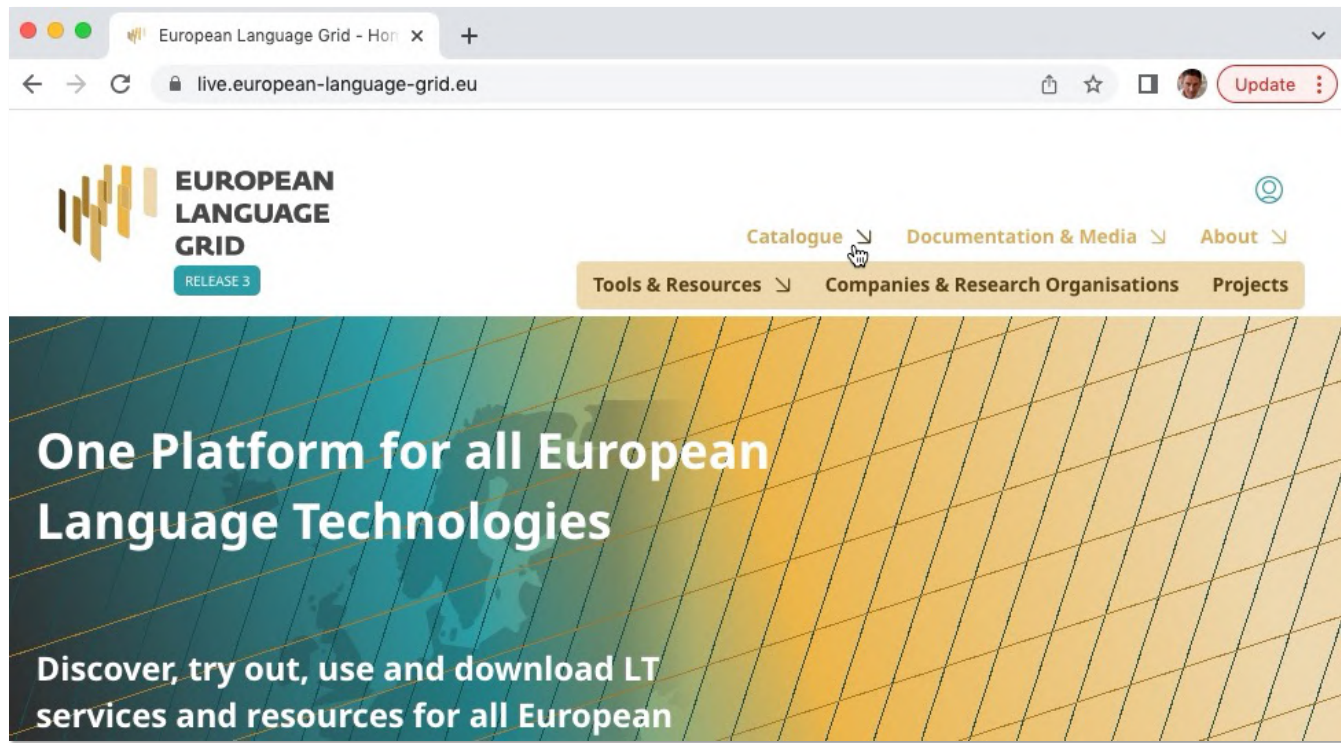 European Language Grid - Hom
live.european-language-grid.eu
Update
EUROPEAN
LANGUAGE
GRID
RELEASE 3
Catalogue Documentation & Media About
Tools & Resources Companies & Research Organisations Projects
One Platform for all European
Language Technologies
Discover, try out, use and download LT
services and resources for all European